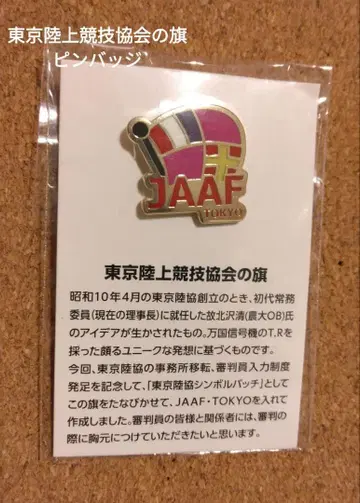 東京陸上競技協会の旗
ピンバッジ
JAAF
TOKYO
東京陸上競技協会の旗
昭和10年4月の東京陸協創立のとき、初代常務
委員(現在の理事長)に就任した故北沢清(農大OB)氏
のアイデアが生かされたもの。万国信号機のT.Rを
採った頗るユニークな発想に基づくものです。
今回、東京陸協の事務所移転、審判員入力制度
発足を記念して、「東京陸協シンボルバッチ」として
この旗をたなびかせて、JAAF・TOKYOを入れて
作成しました。審判員の皆様と関係者には、審判の
際に胸元につけていただきたいと思います。